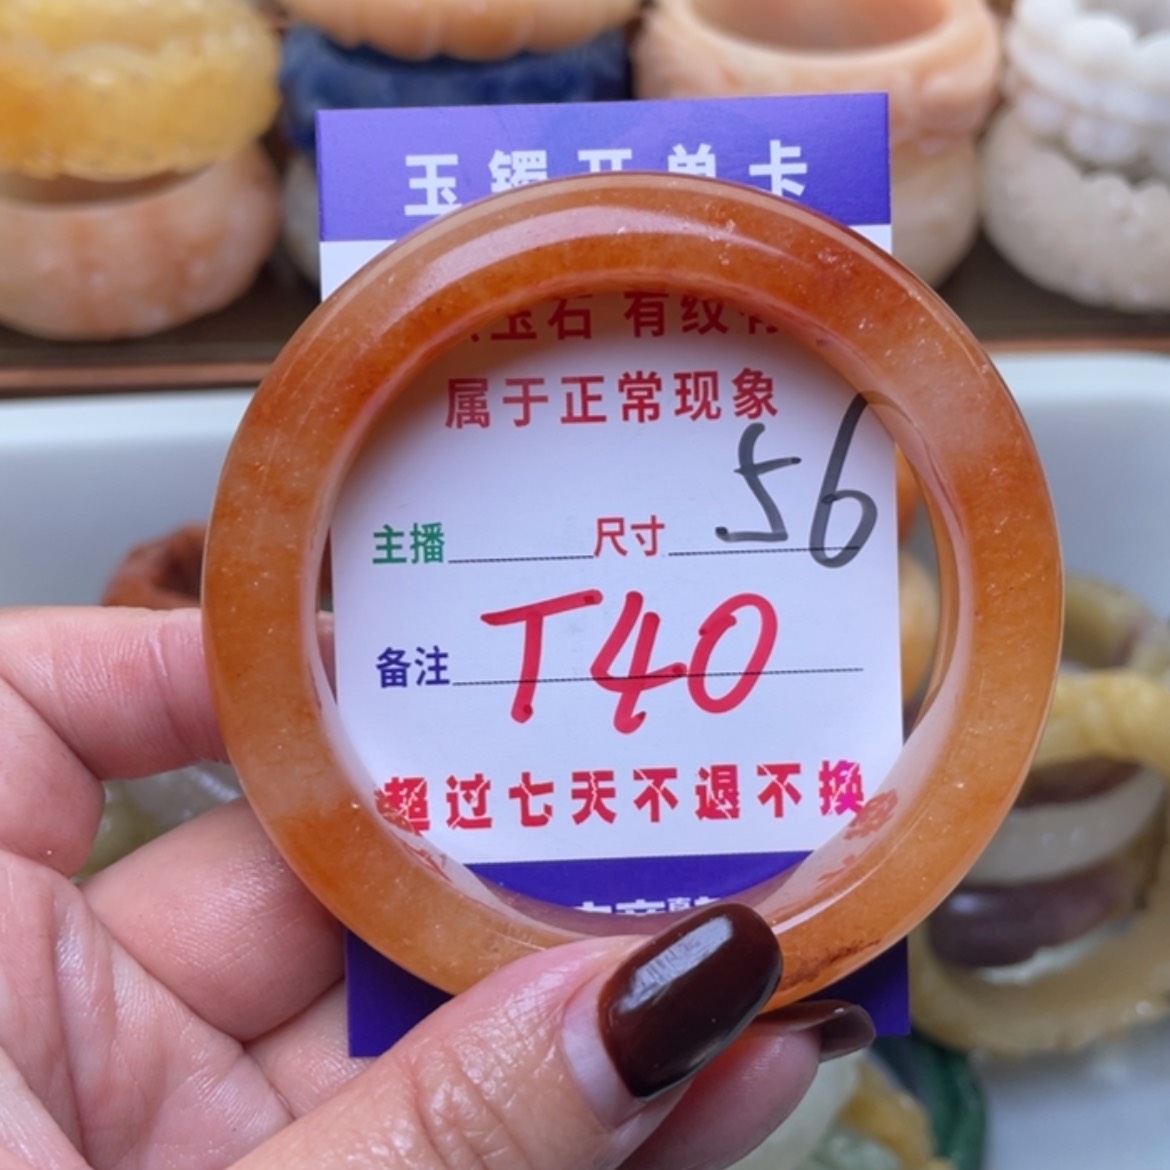 玉镯开单卡
玉石 有纹有
属于正常现象
主播 尺寸 56
备注 T40
超过七天不退不换